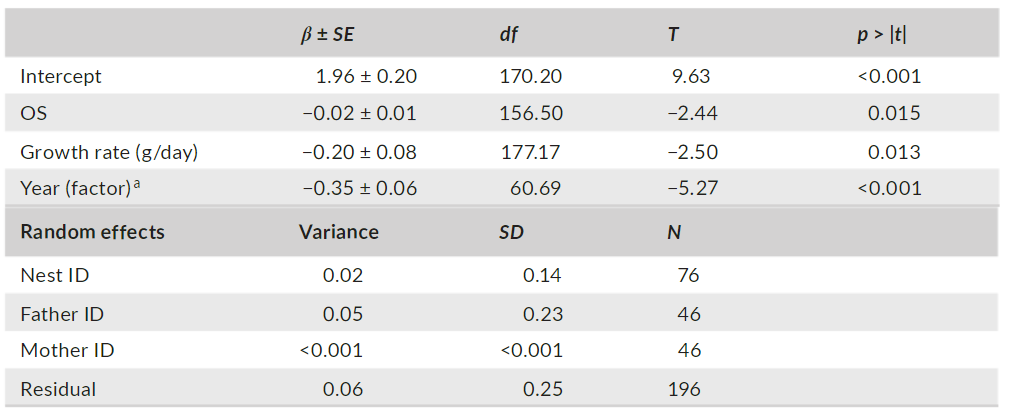 β ± SE df T p > |t|
Intercept 1.96 ± 0.20 170.20 9.63 <0.001
OS −0.02 ± 0.01 156.50 −2.44 0.015
Growth rate (g/day) −0.20 ± 0.08 177.17 −2.50 0.013
Year (factor)ᵃ −0.35 ± 0.06 60.69 −5.27 <0.001
Random effects Variance SD N
Nest ID 0.02 0.14 76
Father ID 0.05 0.23 46
Mother ID <0.001 <0.001 46
Residual 0.06 0.25 196